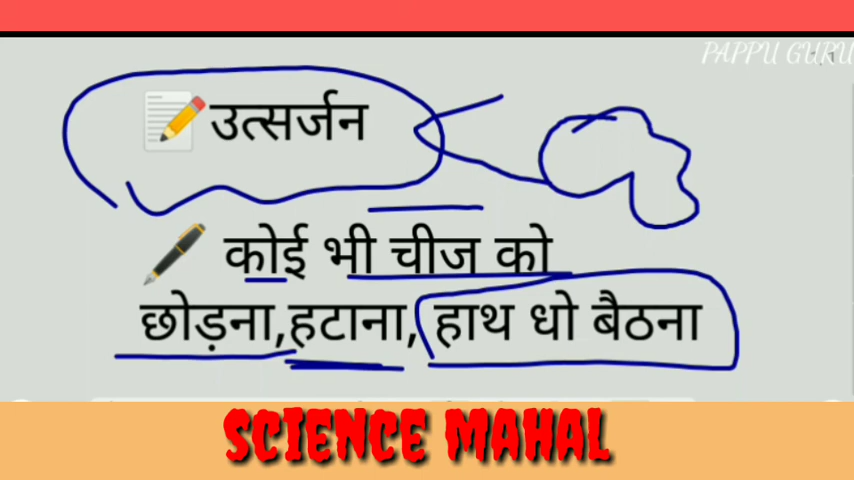 PAPPU GURU
उत्सर्जन
कोई भी चीज को
छोड़ना,हटाना, हाथ धो बैठना
SCIENCE MAHAL